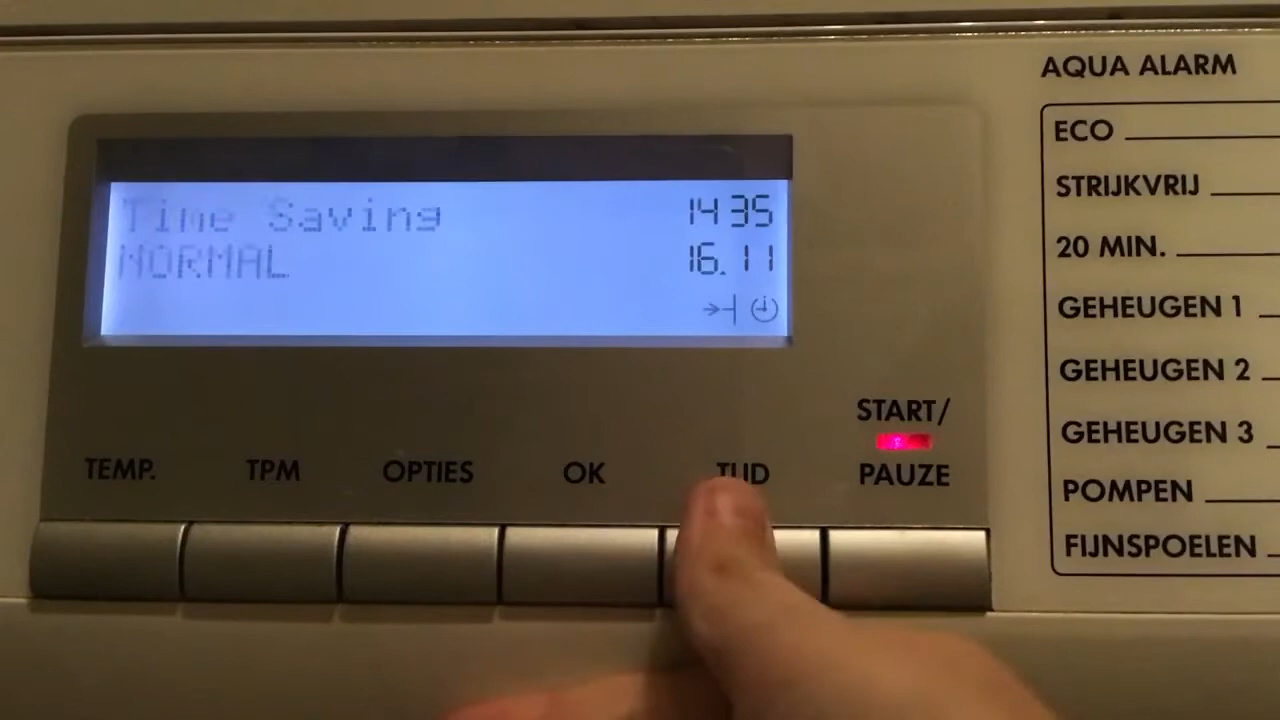 AQUA ALARM
ECO
STRIJKVRIJ
20 MIN.
GEHEUGEN 1
GEHEUGEN 2
GEHEUGEN 3
POMPEN
FIJNSPOELEN
Time Saving 14 35
NORMAL 16.11
START/
PAUZE
TEMP.
TPM
OPTIES
OK
TIJD